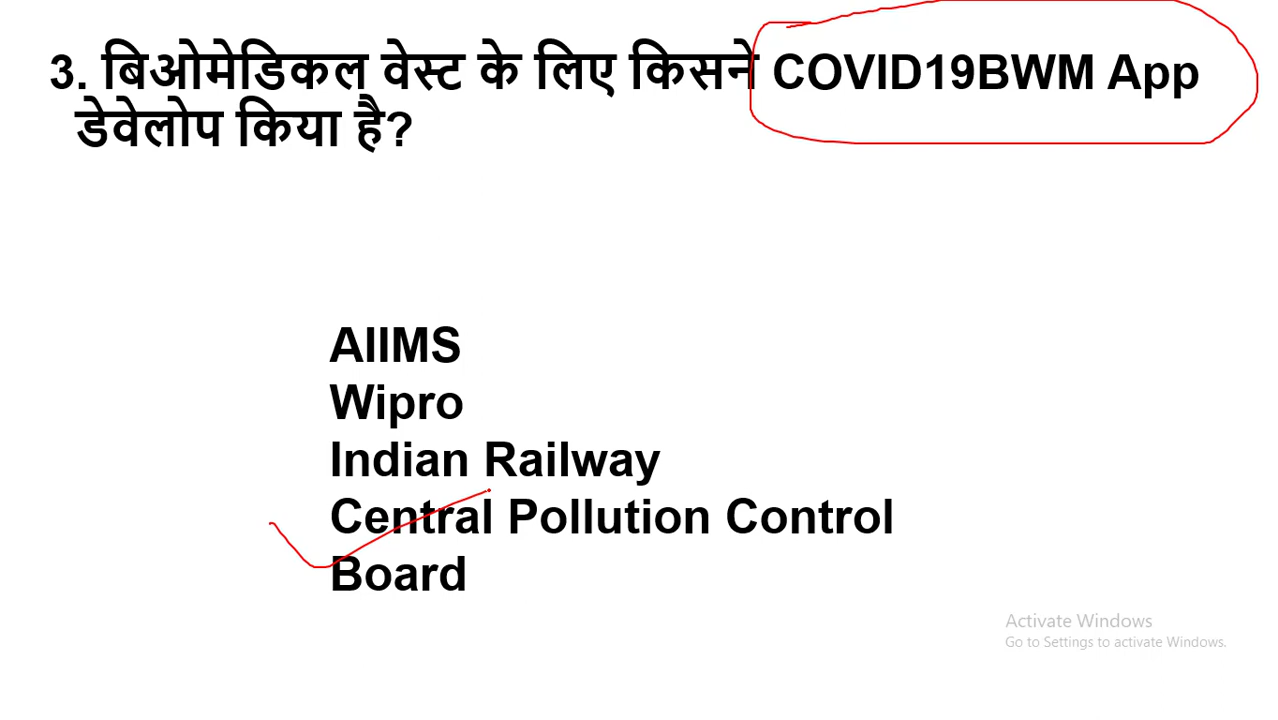 3. बिओमेडिकल वेस्ट के लिए किसने COVID19BWM App
डेवेलोप किया है?
AIIMS
Wipro
Indian Railway
Central Pollution Control
Board
Activate Windows
Go to Settings to activate Windows.